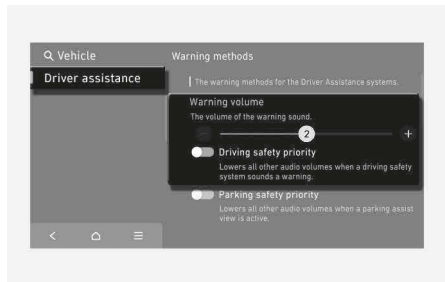 Vehicle
Driver assistance
Warning methods
The warning methods for the Driver Assistance systems.
Warning volume
The volume of the warning sound.
2
+
Driving safety priority
Lowers all other audio volumes when a driving safety
system sounds a warning.
Parking safety priority
Lowers all other audio volumes when a parking assist
view is active.